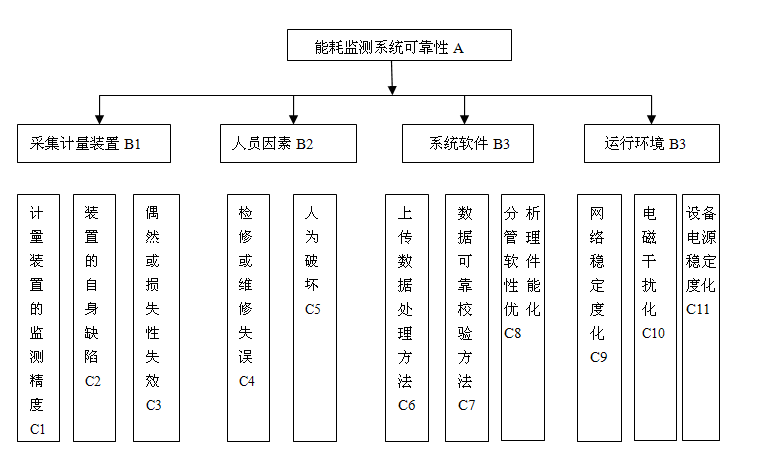 能耗监测系统可靠性 A
采集计量装置 B1
人员因素 B2
系统软件 B3
运行环境 B3
计量装置的监测精度 C1
装置的自身缺陷 C2
偶然或损失性失效 C3
检修或维修失误 C4
人为破坏 C5
上传数据处理方法 C6
数据可靠校验方法 C7
分析管理软件性能优化 C8
网络稳定度化 C9
电磁干扰化 C10
设备电源稳定度化 C11